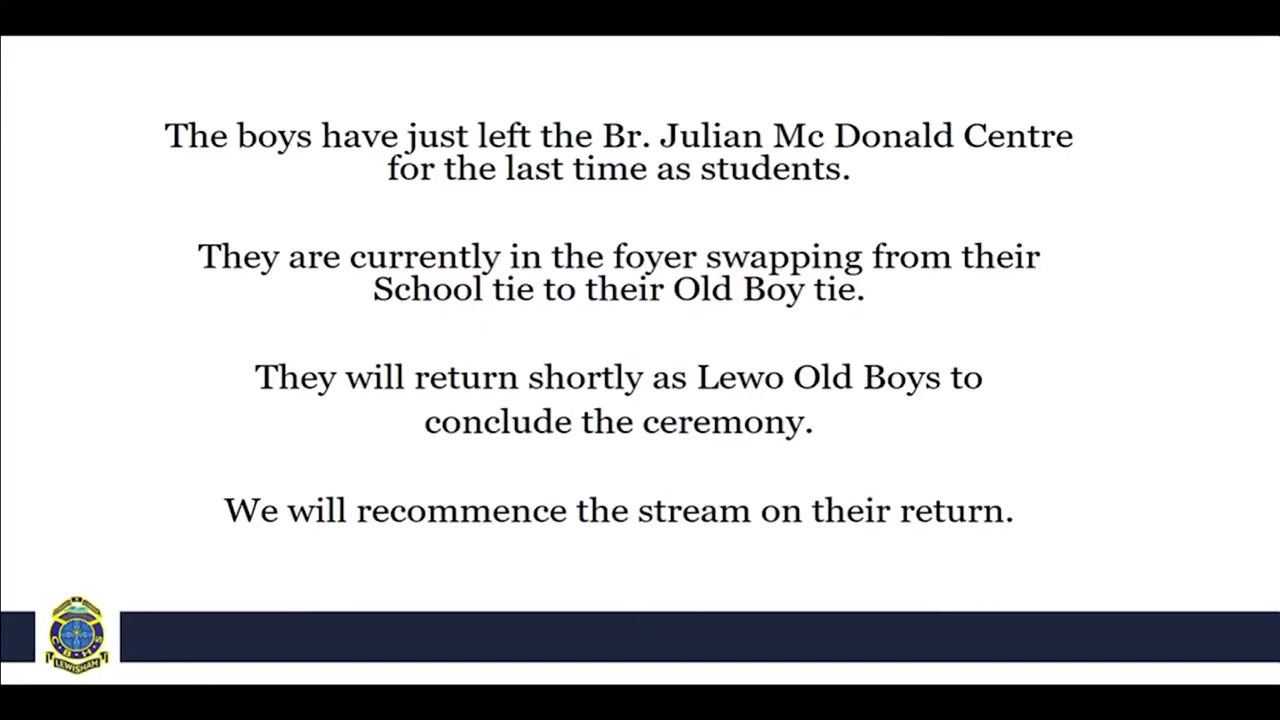 The boys have just left the Br. Julian Mc Donald Centre
for the last time as students.
They are currently in the foyer swapping from their
School tie to their Old Boy tie.
They will return shortly as Lewo Old Boys to
conclude the ceremony.
We will recommence the stream on their return.
C B H S
LEWISHAM